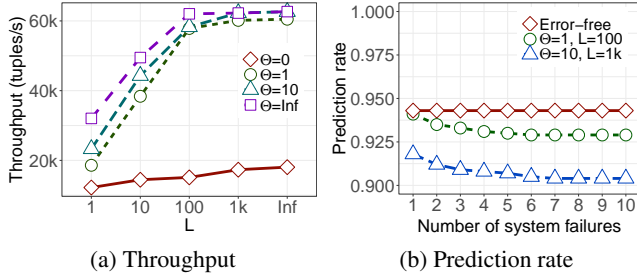 Throughput (tuples/s)
60k
40k
20k
Θ=0
Θ=1
Θ=10
Θ=Inf
1 10 100 1k Inf
L
(a) Throughput
Prediction rate
1.000
0.975
0.950
0.925
0.900
Error-free
Θ=1, L=100
Θ=10, L=1k
1 2 3 4 5 6 7 8 9 10
Number of system failures
(b) Prediction rate